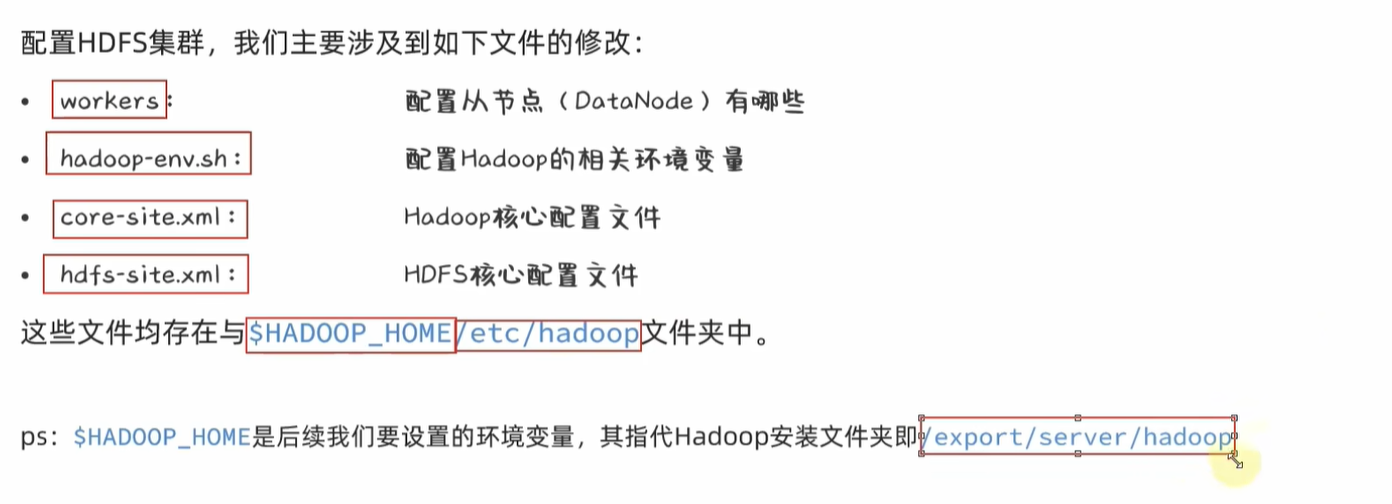 配置HDFS集群，我们主要涉及到如下文件的修改：
• workers： 配置从节点（DataNode）有哪些
• hadoop-env.sh： 配置Hadoop的相关环境变量
• core-site.xml： Hadoop核心配置文件
• hdfs-site.xml： HDFS核心配置文件
这些文件均存在与$HADOOP_HOME/etc/hadoop文件夹中。
ps：$HADOOP_HOME是后续我们要设置的环境变量，其指代Hadoop安装文件夹即/export/server/hadoop